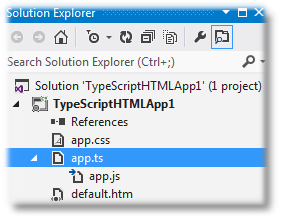 Solution Explorer
Search Solution Explorer (Ctrl+;)
Solution 'TypeScriptHTMLApp1' (1 project)
TypeScriptHTMLApp1
References
app.css
app.ts
app.js
default.htm